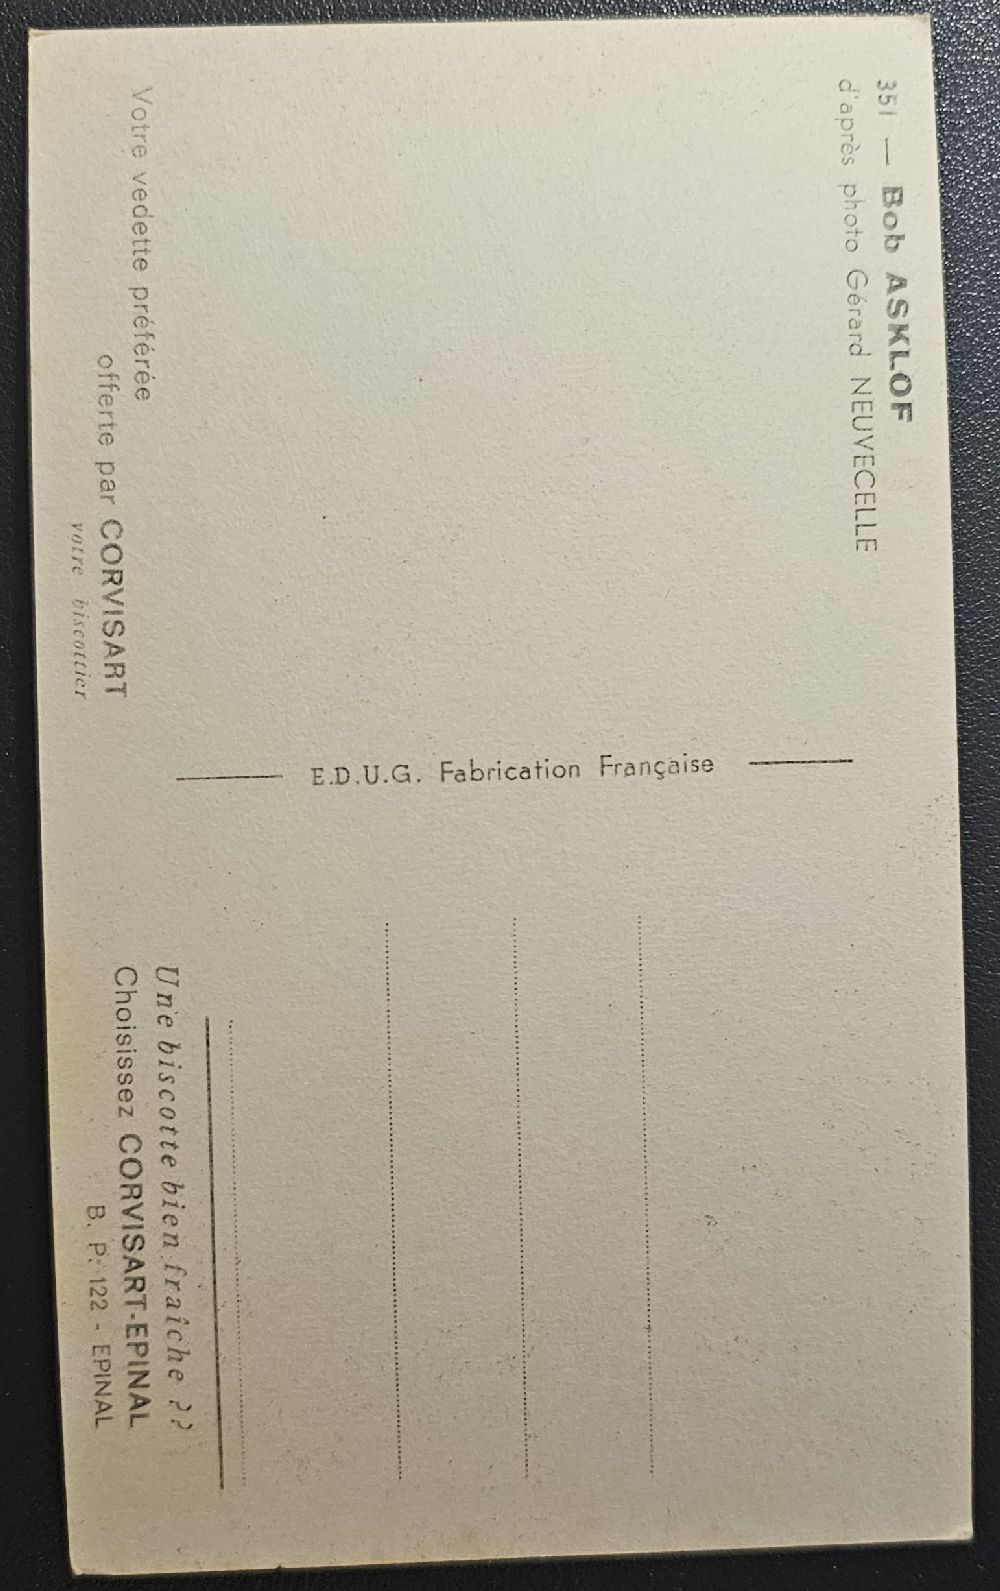 351 — Bob ASKLOF
d'après photo Gérard NEUVECELLE
Votre vedette préférée
offerte par CORVISART
votre biscottier
E.D.U.G. Fabrication Française
Une biscotte bien fraîche ??
Choisissez CORVISART-EPINAL
B. P. 122 - EPINAL